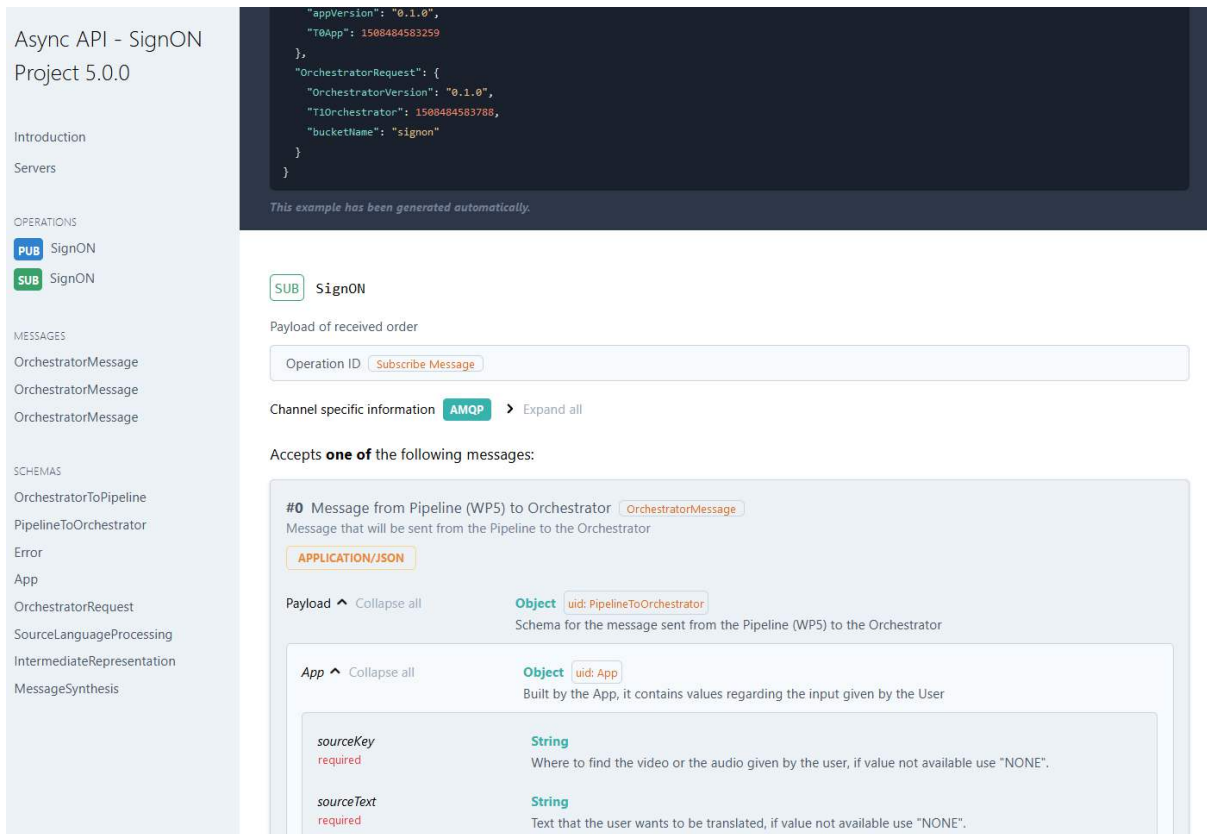 Async API - SignON
Project 5.0.0
Introduction
Servers
OPERATIONS
PUB SignON
SUB SignON
MESSAGES
OrchestratorMessage
OrchestratorMessage
OrchestratorMessage
SCHEMAS
OrchestratorToPipeline
PipelineToOrchestrator
Error
App
OrchestratorRequest
SourceLanguageProcessing
IntermediateRepresentation
MessageSynthesis
"appVersion": "0.1.0",
"T0App": 1508484583259
},
"OrchestratorRequest": {
"OrchestratorVersion": "0.1.0",
"T1Orchestrator": 1508484583788,
"bucketName": "signon"
}
}
This example has been generated automatically.
SUB SignON
Payload of received order
Operation ID Subscribe Message
Channel specific information AMQP Expand all
Accepts one of the following messages:
#0 Message from Pipeline (WP5) to Orchestrator OrchestratorMessage
Message that will be sent from the Pipeline to the Orchestrator
APPLICATION/JSON
Payload Collapse all Object uid: PipelineToOrchestrator
Schema for the message sent from the Pipeline (WP5) to the Orchestrator
App Collapse all Object uid: App
Built by the App, it contains values regarding the input given by the User
sourceKey String
required Where to find the video or the audio given by the user, if value not available use "NONE".
sourceText String
required Text that the user wants to be translated, if value not available use "NONE".